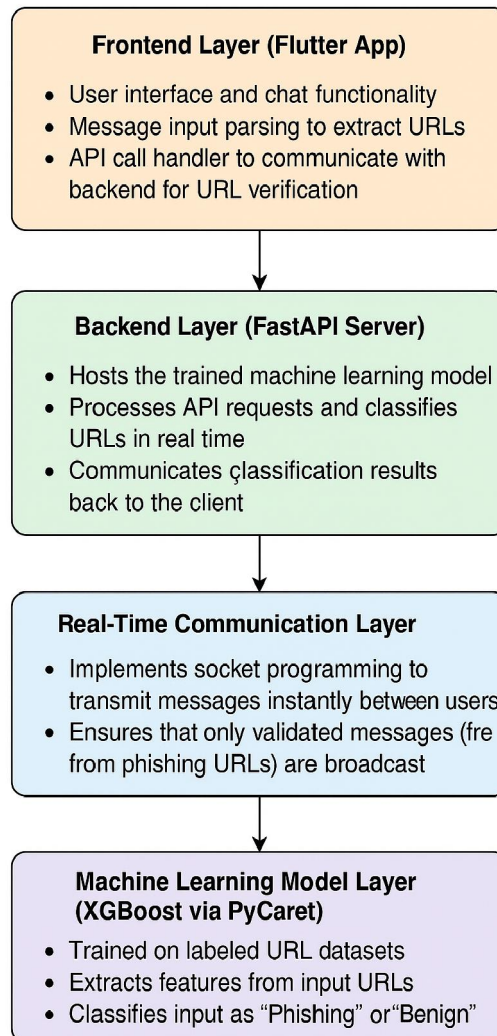 Frontend Layer (Flutter App)
• User interface and chat functionality
• Message input parsing to extract URLs
• API call handler to communicate with
backend for URL verification
Backend Layer (FastAPI Server)
• Hosts the trained machine learning model
• Processes API requests and classifies
URLs in real time
• Communicates çlassification results
back to the client
Real-Time Communication Layer
• Implements socket programming to
transmit messages instantly between users
• Ensures that only validated messages (fre
from phishing URLs) are broadcast
Machine Learning Model Layer
(XGBoost via PyCaret)
• Trained on labeled URL datasets
• Extracts features from input URLs
• Classifies input as “Phishing” or“Benign”